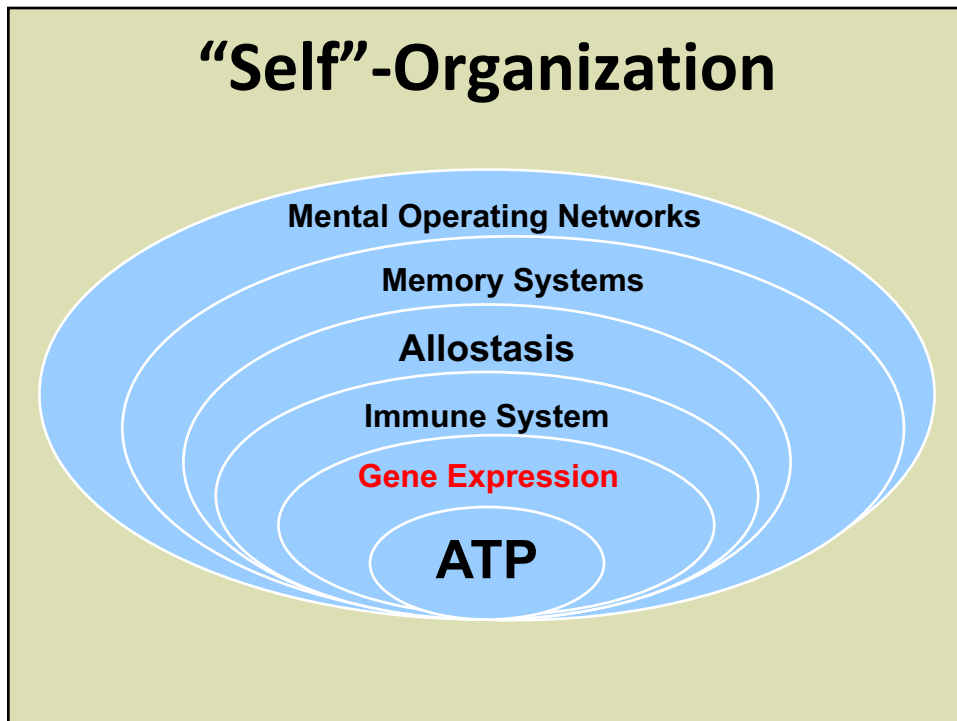 “Self”-Organization
Mental Operating Networks
Memory Systems
Allostasis
Immune System
Gene Expression
ATP